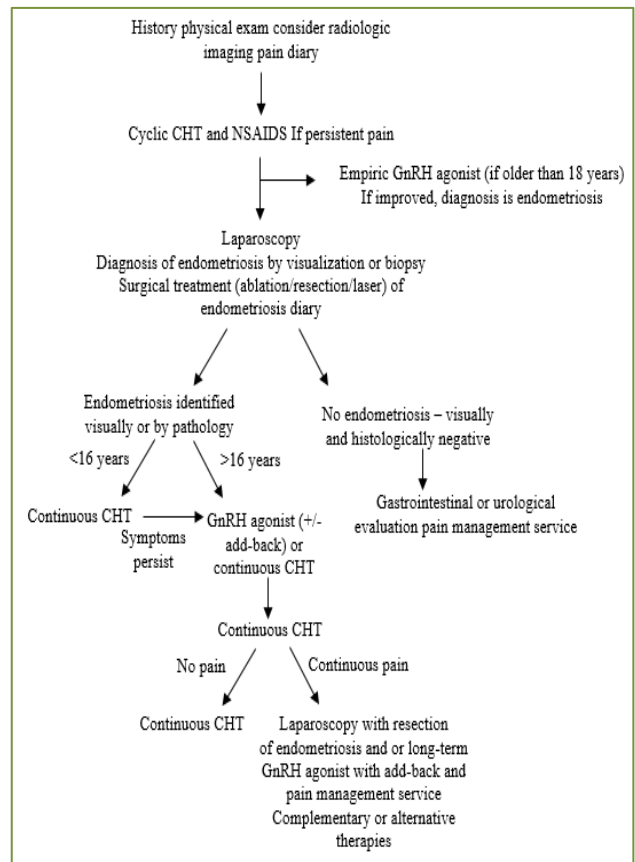 History physical exam consider radiologic
imaging pain diary
Cyclic CHT and NSAIDS If persistent pain
Empiric GnRH agonist (if older than 18 years)
If improved, diagnosis is endometriosis
Laparoscopy
Diagnosis of endometriosis by visualization or biopsy
Surgical treatment (ablation/resection/laser) of
endometriosis diary
Endometriosis identified
visually or by pathology
No endometriosis – visually
and histologically negative
<16 years
>16 years
Gastrointestinal or urological
evaluation pain management service
Continuous CHT
Symptoms
persist
GnRH agonist (+/-
add-back) or
continuous CHT
Continuous CHT
No pain
Continuous pain
Continuous CHT
Laparoscopy with resection
of endometriosis and or long-term
GnRH agonist with add-back and
pain management service
Complementary or alternative
therapies